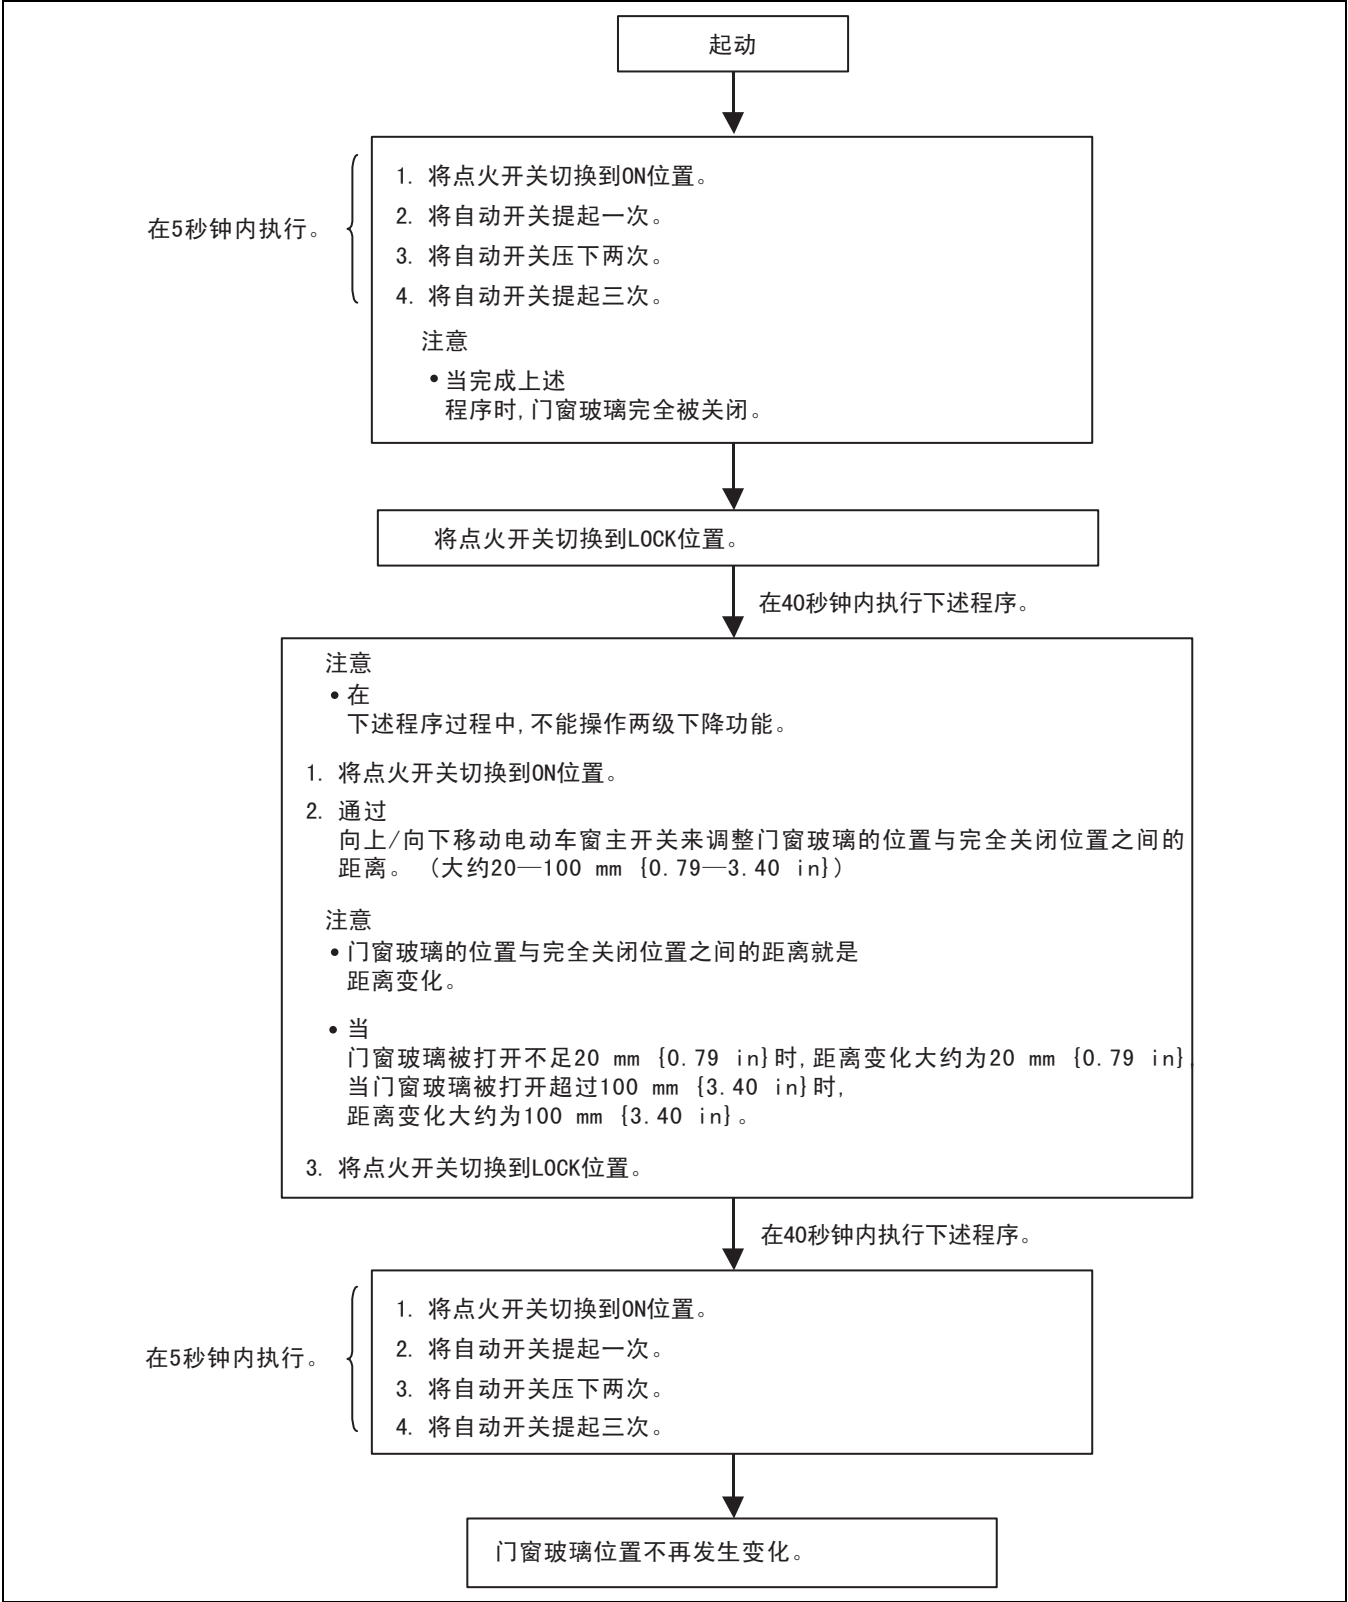 起动
在5秒钟内执行。
1. 将点火开关切换到ON位置。
2. 将自动开关提起一次。
3. 将自动开关压下两次。
4. 将自动开关提起三次。
注意
•当完成上述
程序时,门窗玻璃完全被关闭。
将点火开关切换到LOCK位置。
在40秒钟内执行下述程序。
注意
•在
下述程序过程中,不能操作两级下降功能。
1. 将点火开关切换到ON位置。
2. 通过
向上/向下移动电动车窗主开关来调整门窗玻璃的位置与完全关闭位置之间的
距离。 (大约20—100 mm {0.79—3.40 in})
注意
•门窗玻璃的位置与完全关闭位置之间的距离就是
距离变化。
•当
门窗玻璃被打开不足20 mm {0.79 in}时,距离变化大约为20 mm {0.79 in},
当门窗玻璃被打开超过100 mm {3.40 in}时,
距离变化大约为100 mm {3.40 in}。
3. 将点火开关切换到LOCK位置。
在40秒钟内执行下述程序。
在5秒钟内执行。
1. 将点火开关切换到ON位置。
2. 将自动开关提起一次。
3. 将自动开关压下两次。
4. 将自动开关提起三次。
门窗玻璃位置不再发生变化。